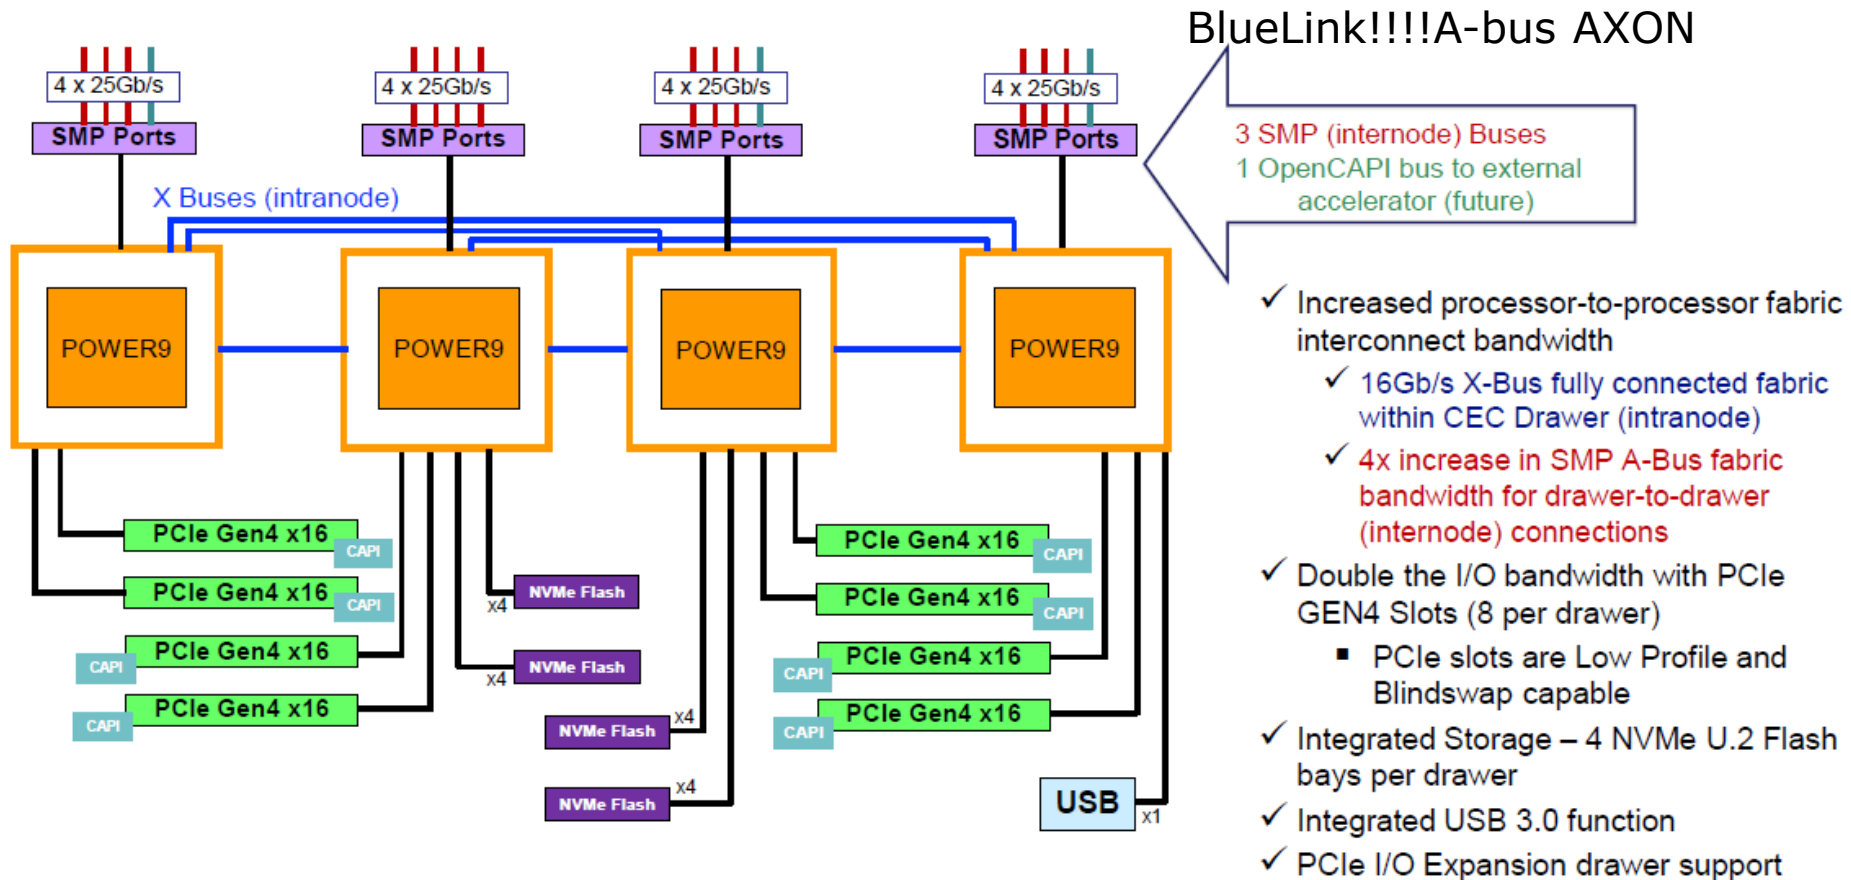 BlueLink!!!!A-bus AXON
4 x 25Gb/s
4 x 25Gb/s
4 x 25Gb/s
4 x 25Gb/s
SMP Ports
SMP Ports
SMP Ports
SMP Ports
3 SMP (internode) Buses
1 OpenCAPI bus to external
accelerator (future)
X Buses (intranode)
POWER9
POWER9
POWER9
POWER9
PCIe Gen4 x16
CAPI
PCIe Gen4 x16
CAPI
PCIe Gen4 x16
CAPI
PCIe Gen4 x16
CAPI
NVMe Flash
x4
NVMe Flash
x4
NVMe Flash
x4
NVMe Flash
x4
PCIe Gen4 x16
CAPI
PCIe Gen4 x16
CAPI
PCIe Gen4 x16
CAPI
PCIe Gen4 x16
CAPI
USB
x1
✓ Increased processor-to-processor fabric
interconnect bandwidth
✓ 16Gb/s X-Bus fully connected fabric
within CEC Drawer (intranode)
✓ 4x increase in SMP A-Bus fabric
bandwidth for drawer-to-drawer
(internode) connections
✓ Double the I/O bandwidth with PCIe
GEN4 Slots (8 per drawer)
▪ PCIe slots are Low Profile and
Blindswap capable
✓ Integrated Storage – 4 NVMe U.2 Flash
bays per drawer
✓ Integrated USB 3.0 function
✓ PCIe I/O Expansion drawer support